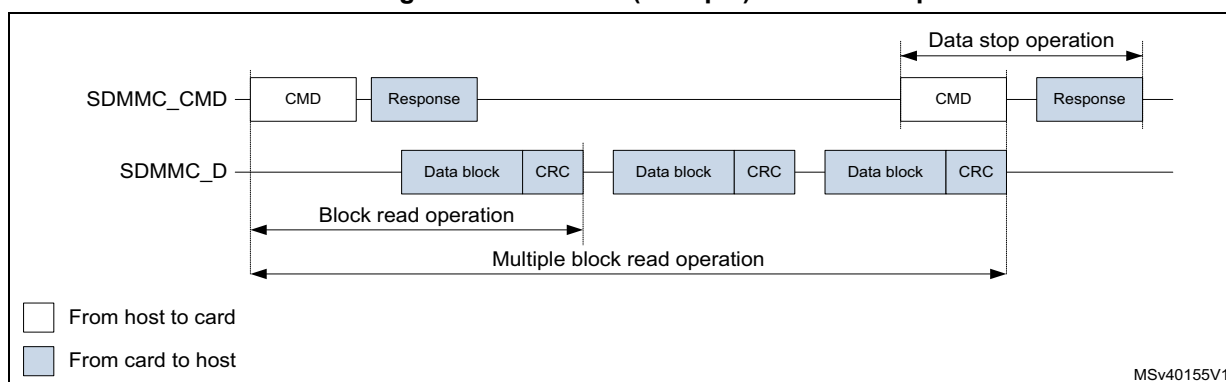 Data stop operation
SDMMC_CMD CMD Response CMD Response
SDMMC_D Data block CRC Data block CRC Data block CRC
Block read operation
Multiple block read operation
From host to card
From card to host
MSv40155V1